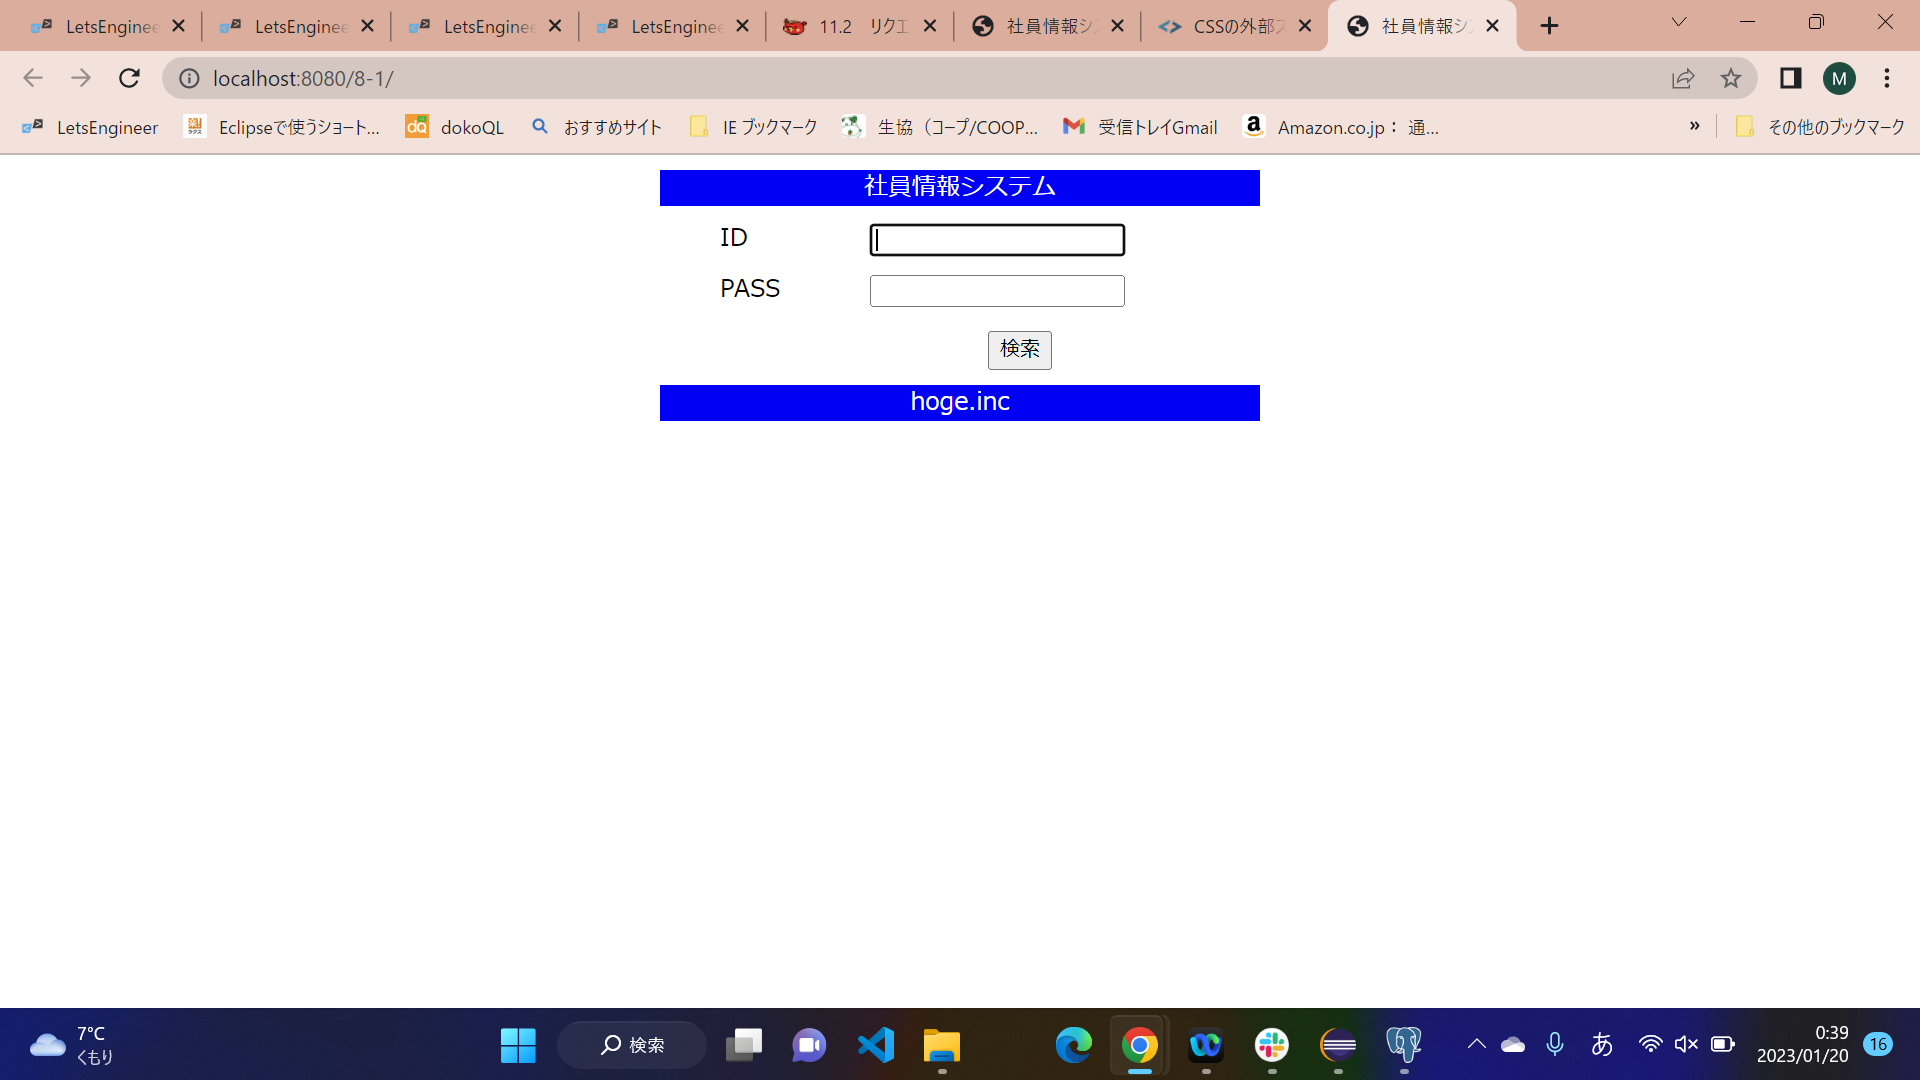 LetsEnginee
LetsEnginee
LetsEnginee
LetsEnginee
11.2 リクエ
社員情報シ
CSSの外部ス
社員情報シス
localhost:8080/8-1/
M
LetsEngineer
Eclipseで使うショート...
dokoQL
おすすめサイト
IE ブックマーク
生協（コープ/COOP...
受信トレイGmail
Amazon.co.jp： 通...
»
その他のブックマーク
社員情報システム
ID
PASS
検索
hoge.inc
7°C
くもり
検索
あ
0:39
2023/01/20
16